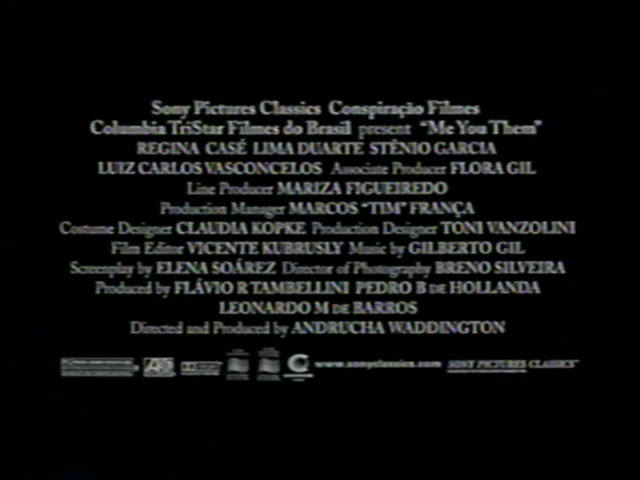 Sony Pictures Classics Conspiração Filmes
Columbia TriStar Filmes do Brasil present "Me You Them"
REGINA CASÉ LIMA DUARTE STÊNIO GARCIA
LUIZ CARLOS VASCONCELOS Associate Producer FLORA GIL
Line Producer MARIZA FIGUEIREDO
Production Manager MARCOS "TIM" FRANÇA
Costume Designer CLAUDIA KOPKE Production Designer TONI VANZOLINI
Film Editor VICENTE KUBRUSLY Music by GILBERTO GIL
Screenplay by ELENA SOÁREZ Director of Photography BRENO SILVEIRA
Produced by FLÁVIO R TAMBELLINI PEDRO B DE HOLLANDA
LEONARDO M DE BARROS
Directed and Produced by ANDRUCHA WADDINGTON
www.sonyclassics.com SONY PICTURES CLASSICS